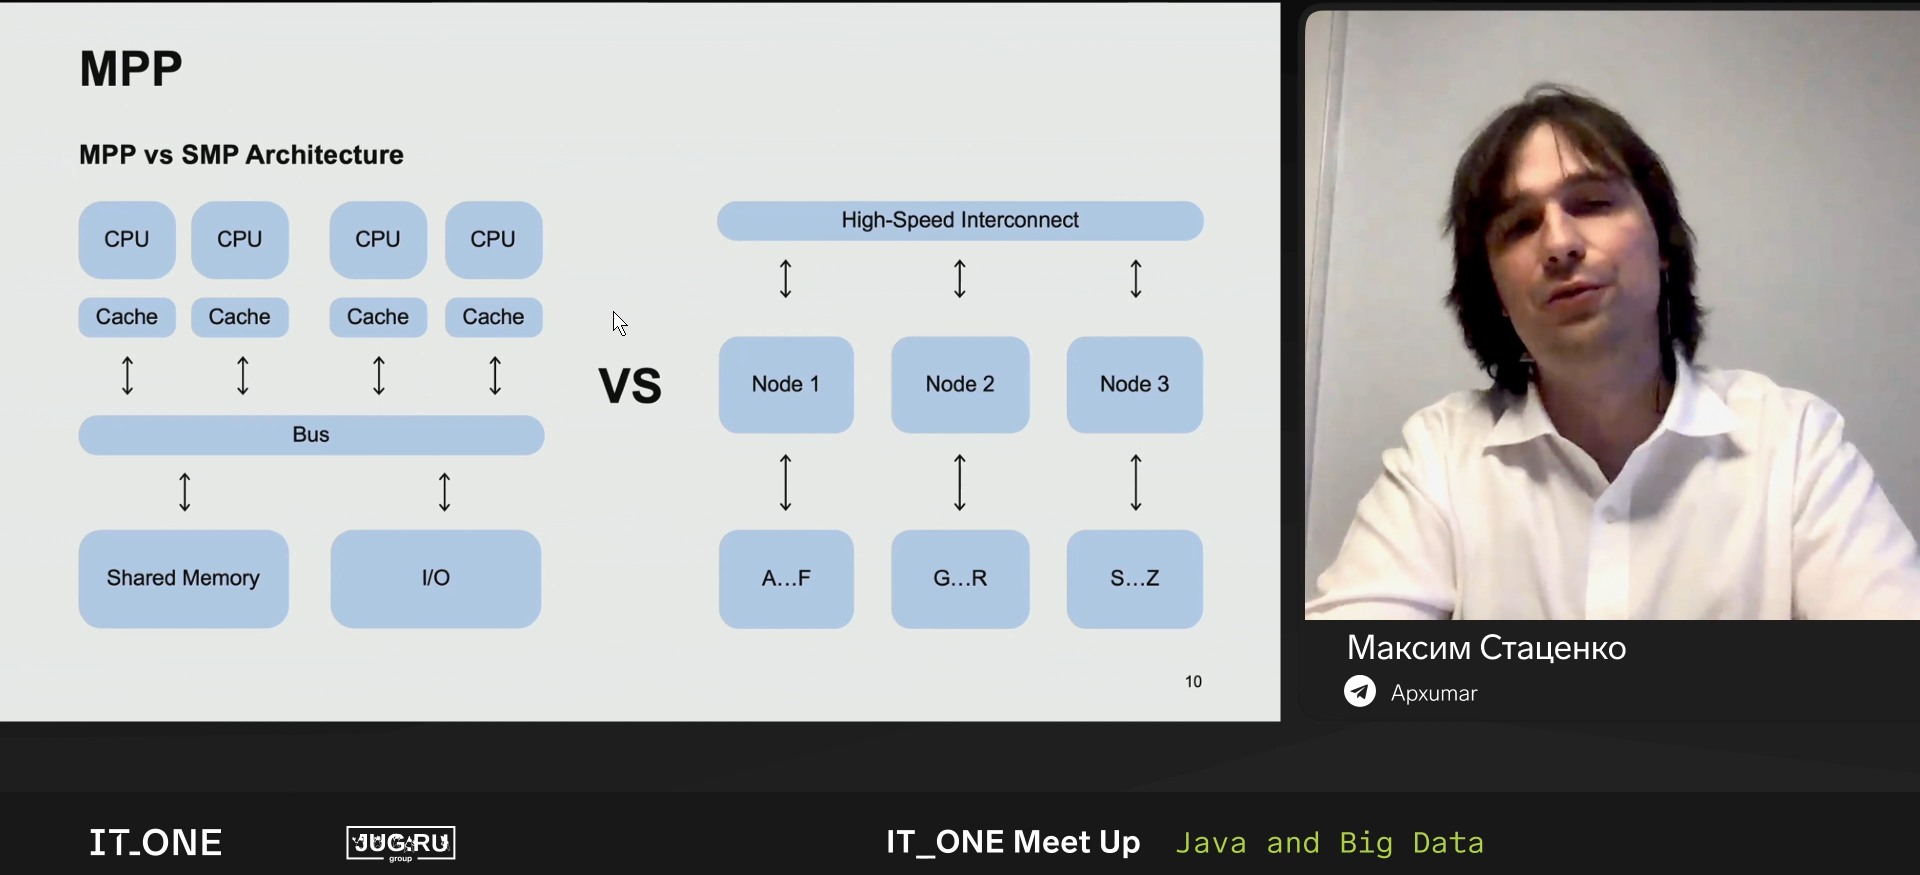 MPP
MPP vs SMP Architecture
CPU CPU CPU CPU
Cache Cache Cache Cache
Bus
Shared Memory I/O
VS
High-Speed Interconnect
Node 1 Node 2 Node 3
A...F G...R S...Z
10
Максим Стаценко
Apxumar
IT_ONE
JUG.RU
group
IT_ONE Meet Up Java and Big Data